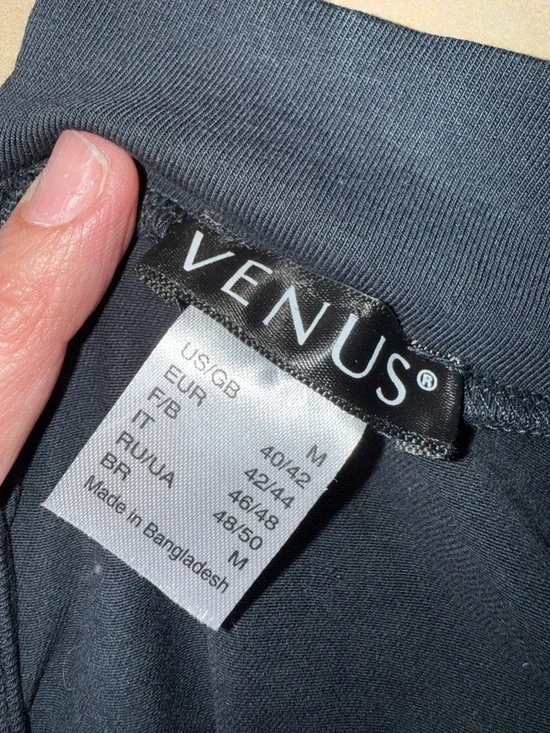 VENUS®
US/GB M
EUR 40/42
F/B 42/44
IT 46/48
RU/UA 48/50
BR M
Made in Bangladesh